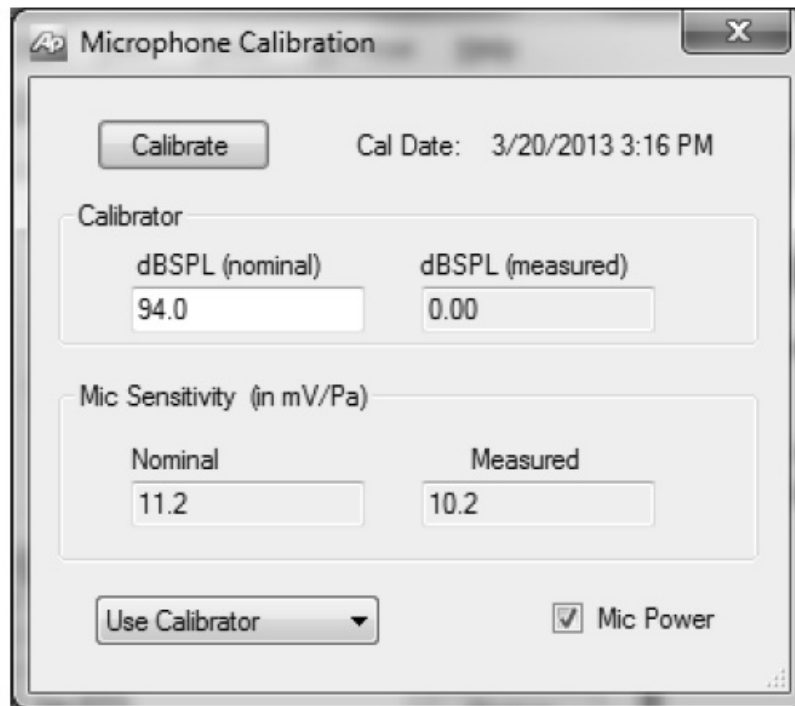 Ap Microphone Calibration
Calibrate Cal Date: 3/20/2013 3:16 PM
Calibrator
dBSPL (nominal) dBSPL (measured)
94.0 0.00
Mic Sensitivity (in mV/Pa)
Nominal Measured
11.2 10.2
Use Calibrator Mic Power